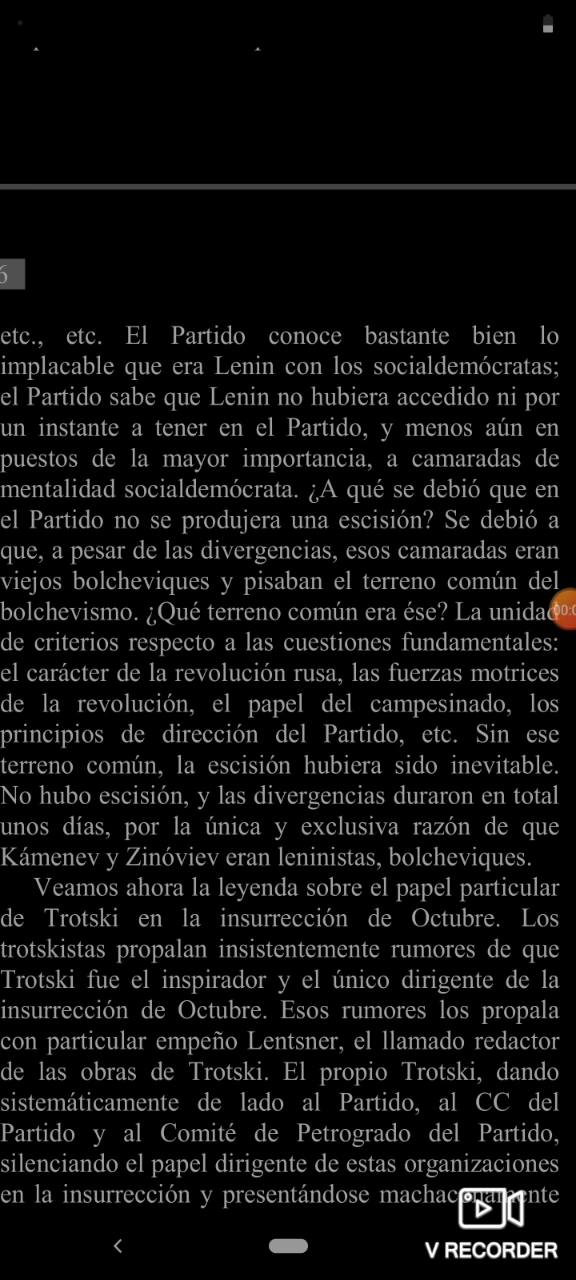 6
etc., etc. El Partido conoce bastante bien lo
implacable que era Lenin con los socialdemócratas;
el Partido sabe que Lenin no hubiera accedido ni por
un instante a tener en el Partido, y menos aún en
puestos de la mayor importancia, a camaradas de
mentalidad socialdemócrata. ¿A qué se debió que en
el Partido no se produjera una escisión? Se debió a
que, a pesar de las divergencias, esos camaradas eran
viejos bolcheviques y pisaban el terreno común del
bolchevismo. ¿Qué terreno común era ése? La unidad
00:0
de criterios respecto a las cuestiones fundamentales:
el carácter de la revolución rusa, las fuerzas motrices
de la revolución, el papel del campesinado, los
principios de dirección del Partido, etc. Sin ese
terreno común, la escisión hubiera sido inevitable.
No hubo escisión, y las divergencias duraron en total
unos días, por la única y exclusiva razón de que
Kámenev y Zinóviev eran leninistas, bolcheviques.
Veamos ahora la leyenda sobre el papel particular
de Trotski en la insurrección de Octubre. Los
trotskistas propalan insistentemente rumores de que
Trotski fue el inspirador y el único dirigente de la
insurrección de Octubre. Esos rumores los propala
con particular empeño Lentsner, el llamado redactor
de las obras de Trotski. El propio Trotski, dando
sistemáticamente de lado al Partido, al CC del
Partido y al Comité de Petrogrado del Partido,
silenciando el papel dirigente de estas organizaciones
en la insurrección y presentándose machaconamente
V RECORDER